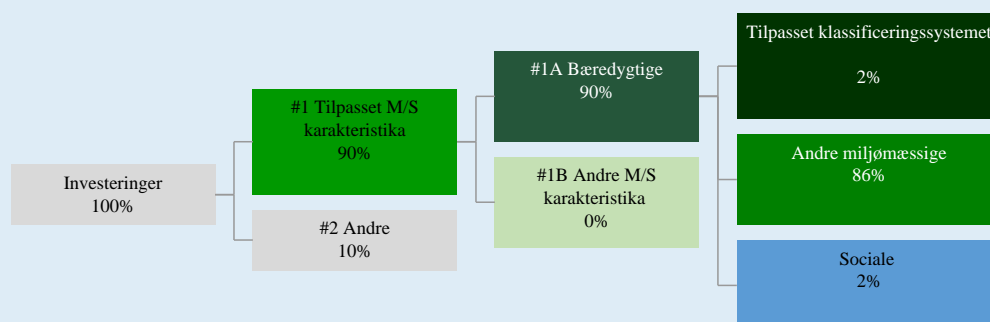 Investeringer
100%
#1 Tilpasset M/S
karakteristika
90%
#2 Andre
10%
#1A Bæredygtige
90%
#1B Andre M/S
karakteristika
0%
Tilpasset klassificeringssystemet
2%
Andre miljømæssige
86%
Sociale
2%